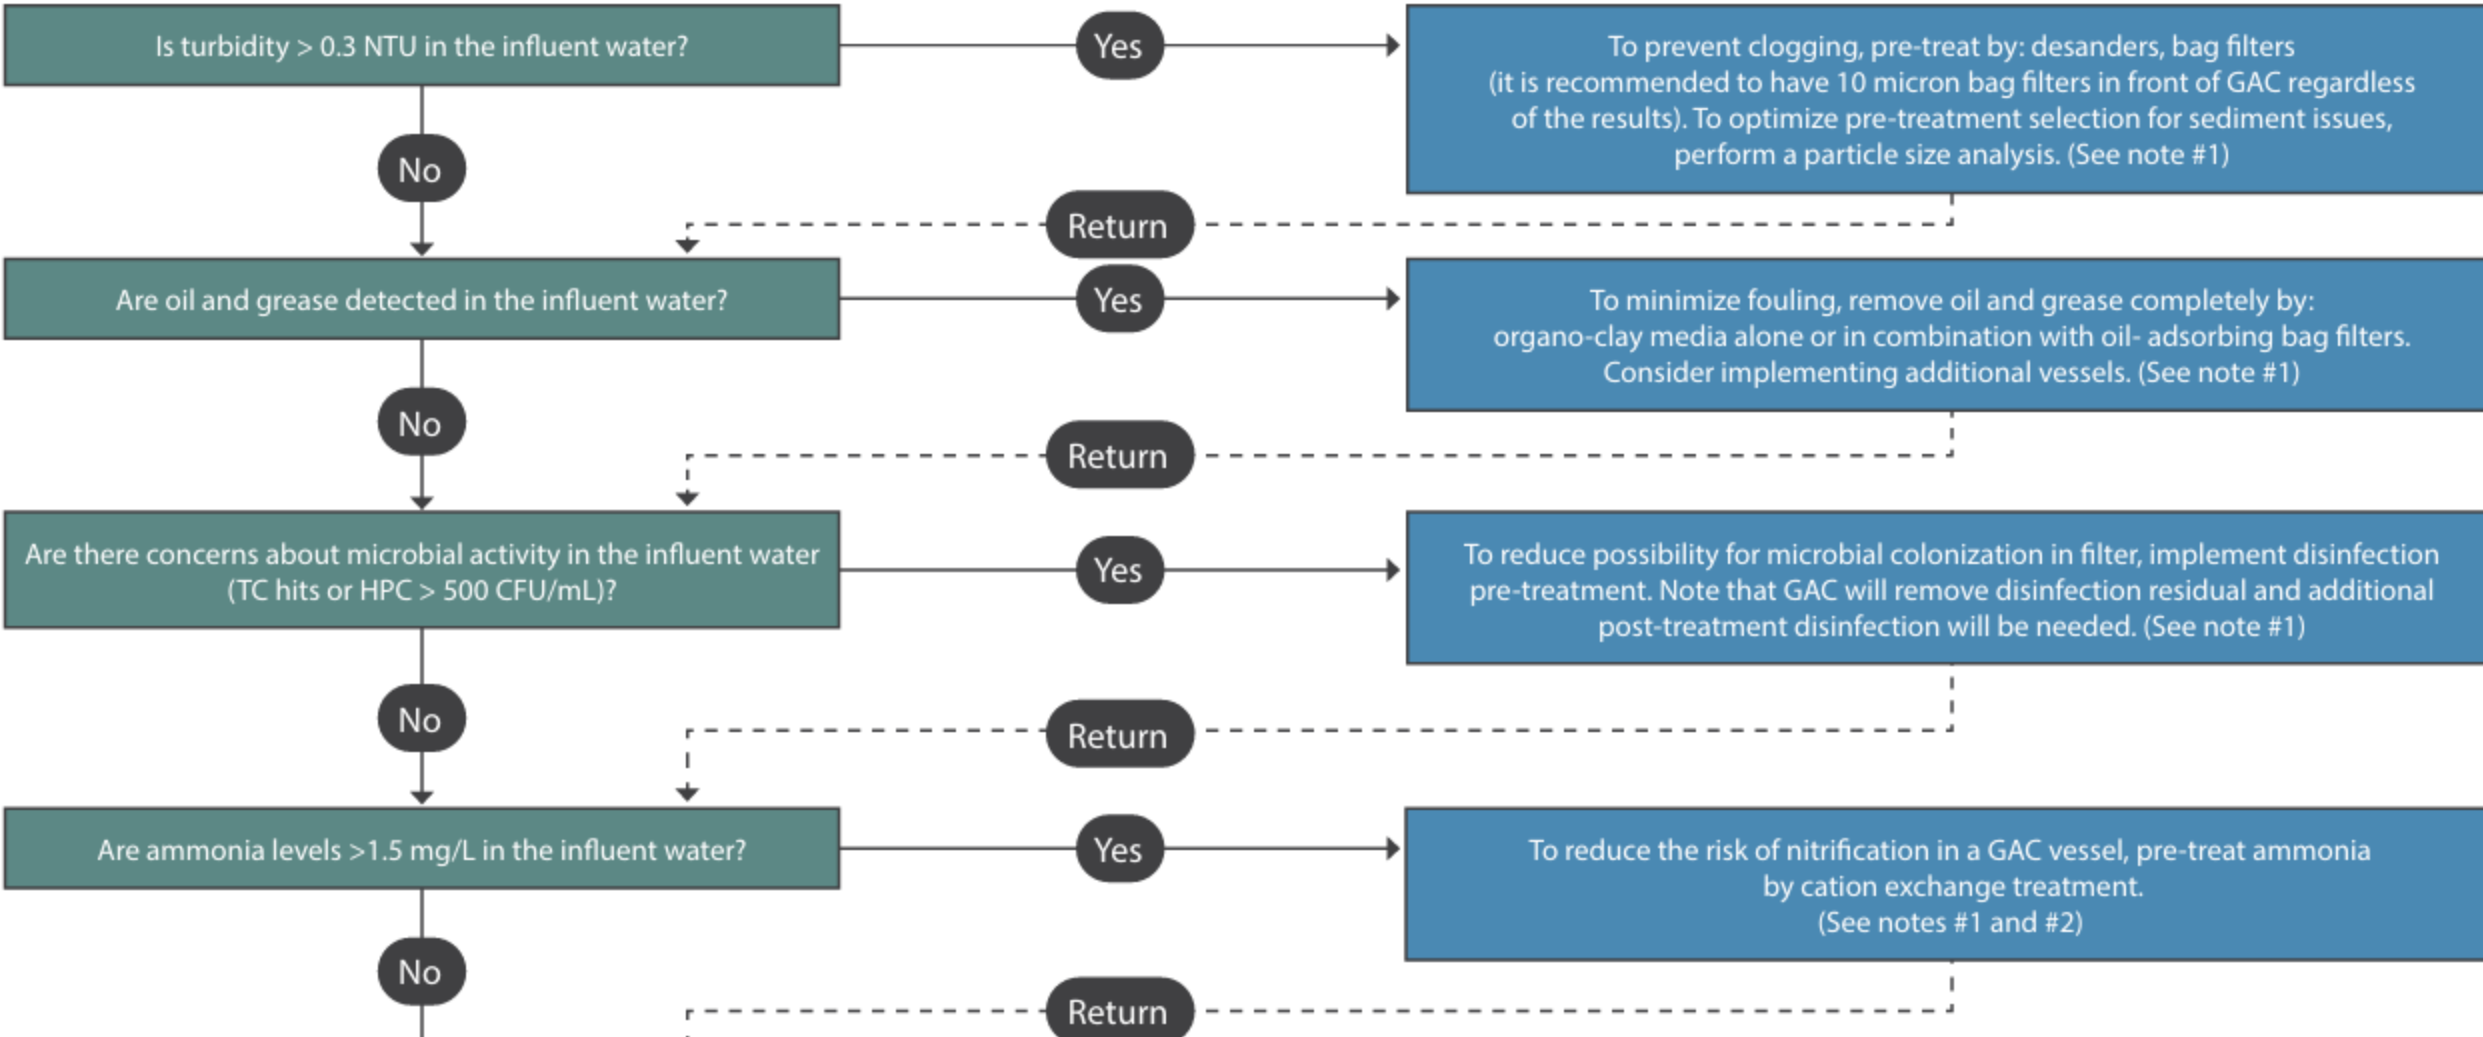 Is turbidity > 0.3 NTU in the influent water?
Yes
To prevent clogging, pre-treat by: desanders, bag filters
(it is recommended to have 10 micron bag filters in front of GAC regardless
of the results). To optimize pre-treatment selection for sediment issues,
perform a particle size analysis. (See note #1)
No
Return
Are oil and grease detected in the influent water?
Yes
To minimize fouling, remove oil and grease completely by:
organo-clay media alone or in combination with oil- adsorbing bag filters.
Consider implementing additional vessels. (See note #1)
No
Return
Are there concerns about microbial activity in the influent water
(TC hits or HPC > 500 CFU/mL)?
Yes
To reduce possibility for microbial colonization in filter, implement disinfection
pre-treatment. Note that GAC will remove disinfection residual and additional
post-treatment disinfection will be needed. (See note #1)
No
Return
Are ammonia levels >1.5 mg/L in the influent water?
Yes
To reduce the risk of nitrification in a GAC vessel, pre-treat ammonia
by cation exchange treatment.
(See notes #1 and #2)
No
Return